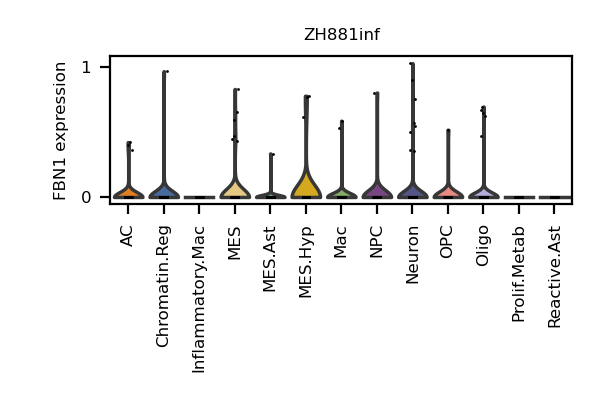 ZH881inf
FBN1 expression
1
0
AC
Chromatin.Reg
Inflammatory.Mac
MES
MES.Ast
MES.Hyp
Mac
NPC
Neuron
OPC
Oligo
Prolif.Metab
Reactive.Ast